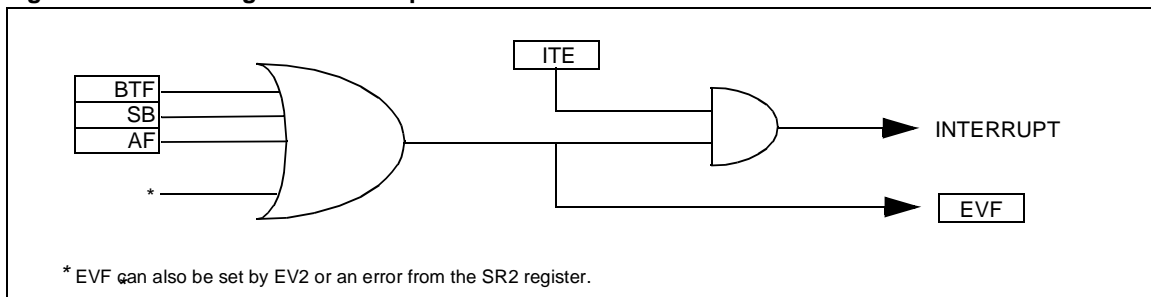 ITE
BTF
SB
AF
*
INTERRUPT
EVF
* EVF can also be set by EV2 or an error from the SR2 register.
*